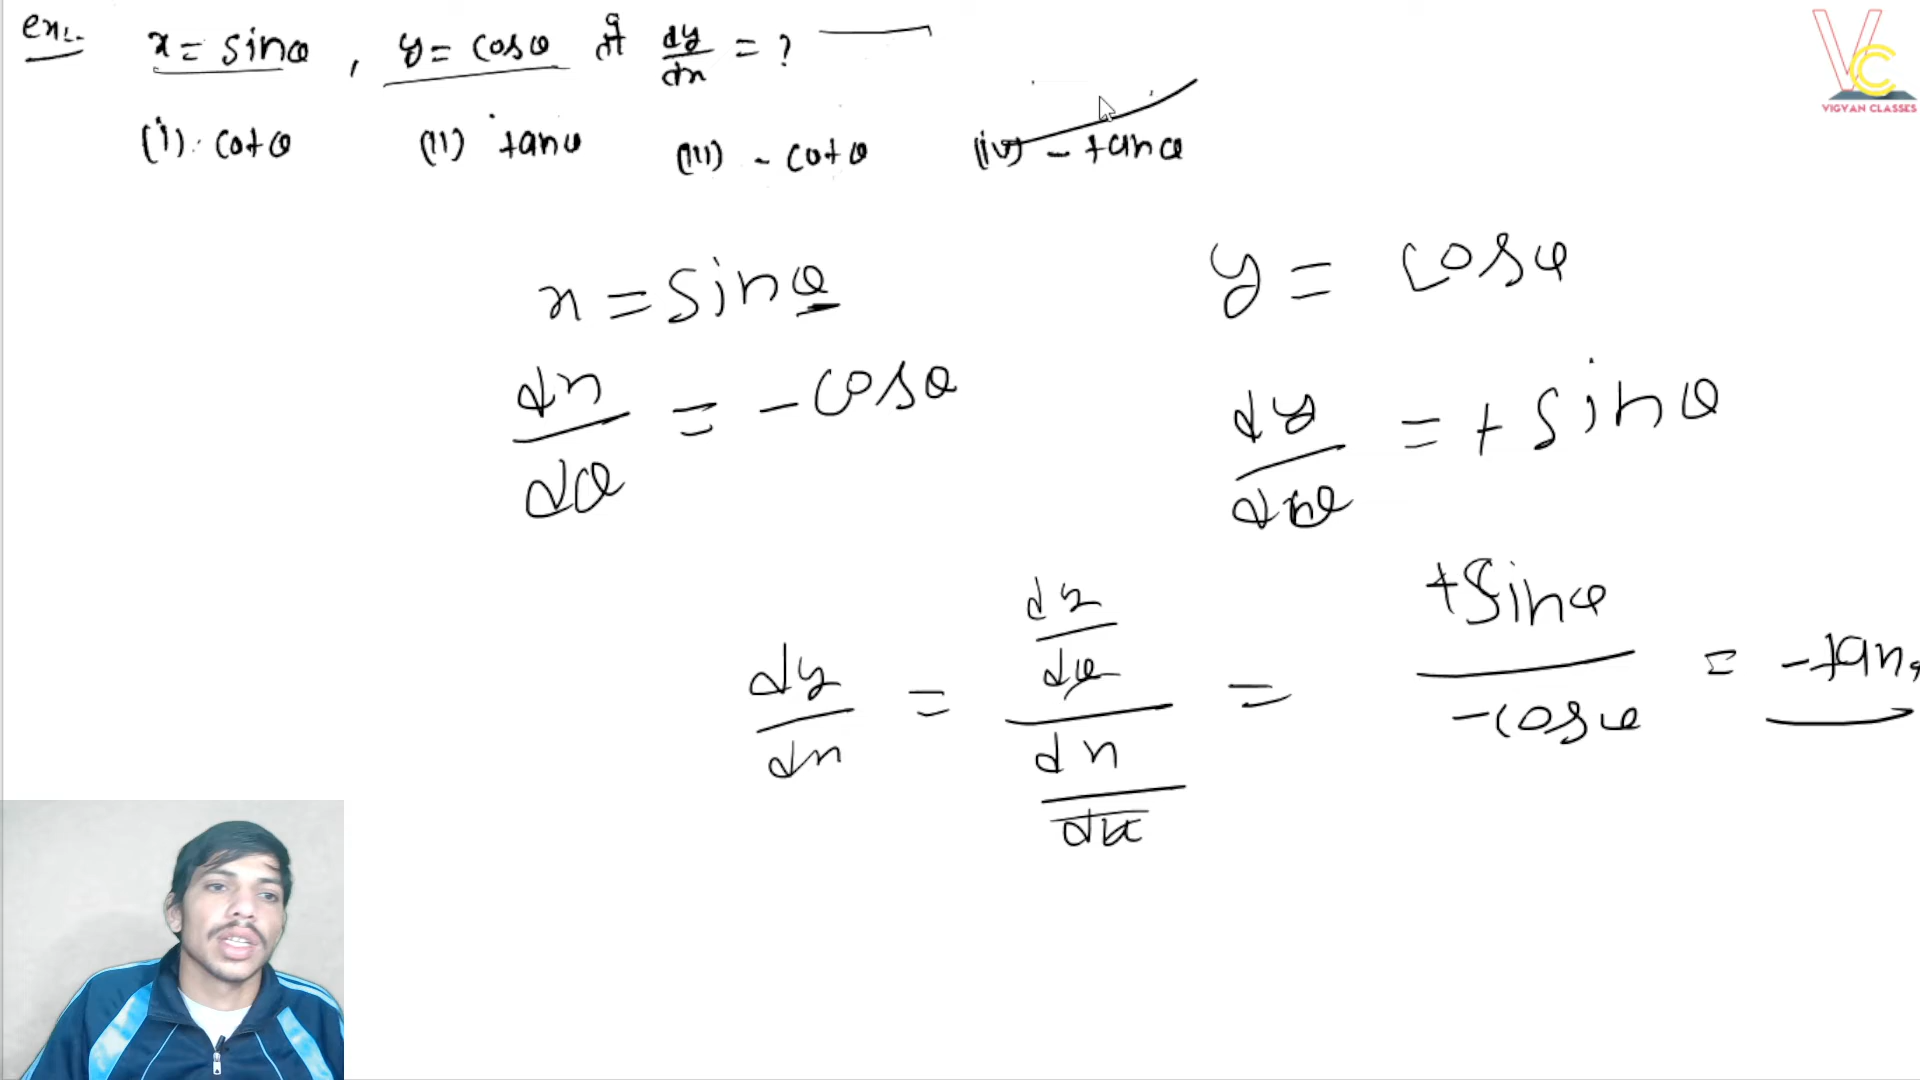 ex:- x = sinθ , y = cosθ तो dy/dx = ?
(i) cotθ (ii) tanθ (iii) - cotθ (iv) - tanθ
VIGYAN CLASSES
x = sinθ
dx/dθ = - cosθ
y = cosθ
dy/dθ = + sinθ
dy/dx = dy/dθ / dx/dθ = +sinθ / -cosθ = - tanθ